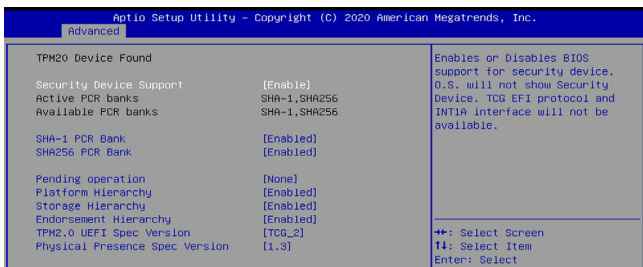 Aptio Setup Utility – Copyright (C) 2020 American Megatrends, Inc.
Advanced
TPM20 Device Found
Security Device Support [Enable]
Active PCR banks SHA-1,SHA256
Available PCR banks SHA-1,SHA256
SHA-1 PCR Bank [Enabled]
SHA256 PCR Bank [Enabled]
Pending operation [None]
Platform Hierarchy [Enabled]
Storage Hierarchy [Enabled]
Endorsement Hierarchy [Enabled]
TPM2.0 UEFI Spec Version [TCG_2]
Physical Presence Spec Version [1.3]
Enables or Disables BIOS
support for security device.
O.S. will not show Security
Device. TCG EFI protocol and
INT1A interface will not be
available.
→←: Select Screen
↑↓: Select Item
Enter: Select